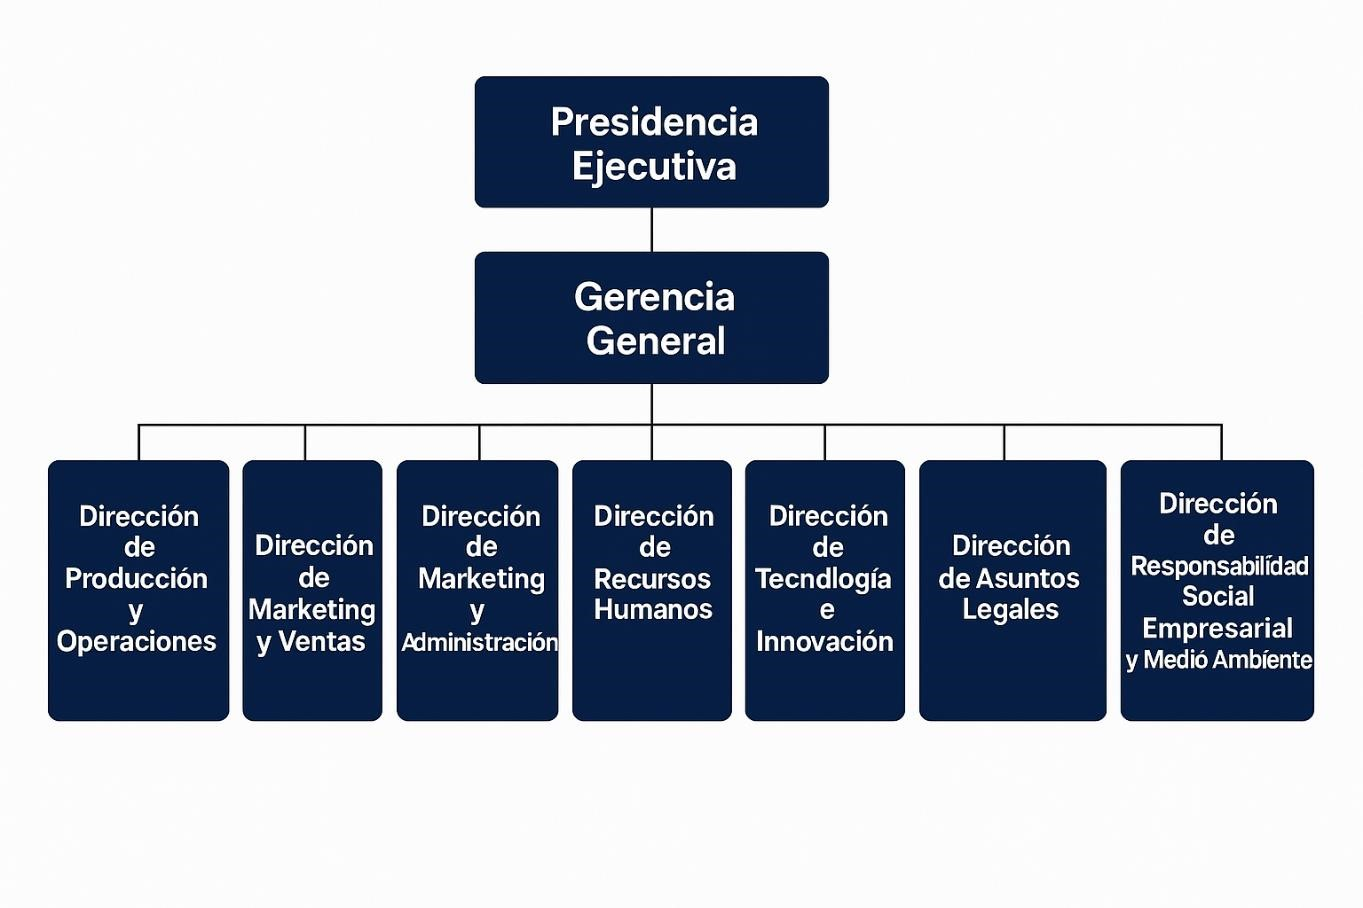 Presidencia
Ejecutiva
Gerencia
General
Dirección
de
Producción
y
Operaciones
Dirección
de
Marketing
y Ventas
Dirección
de
Marketing
y
Administración
Dirección
de
Recursos
Humanos
Dirección
de
Tecndlogía
e
Innovación
Dirección
de Asuntos
Legales
Dirección
de
Responsabilídad
Social
Empresarial
y Medió Ambíente